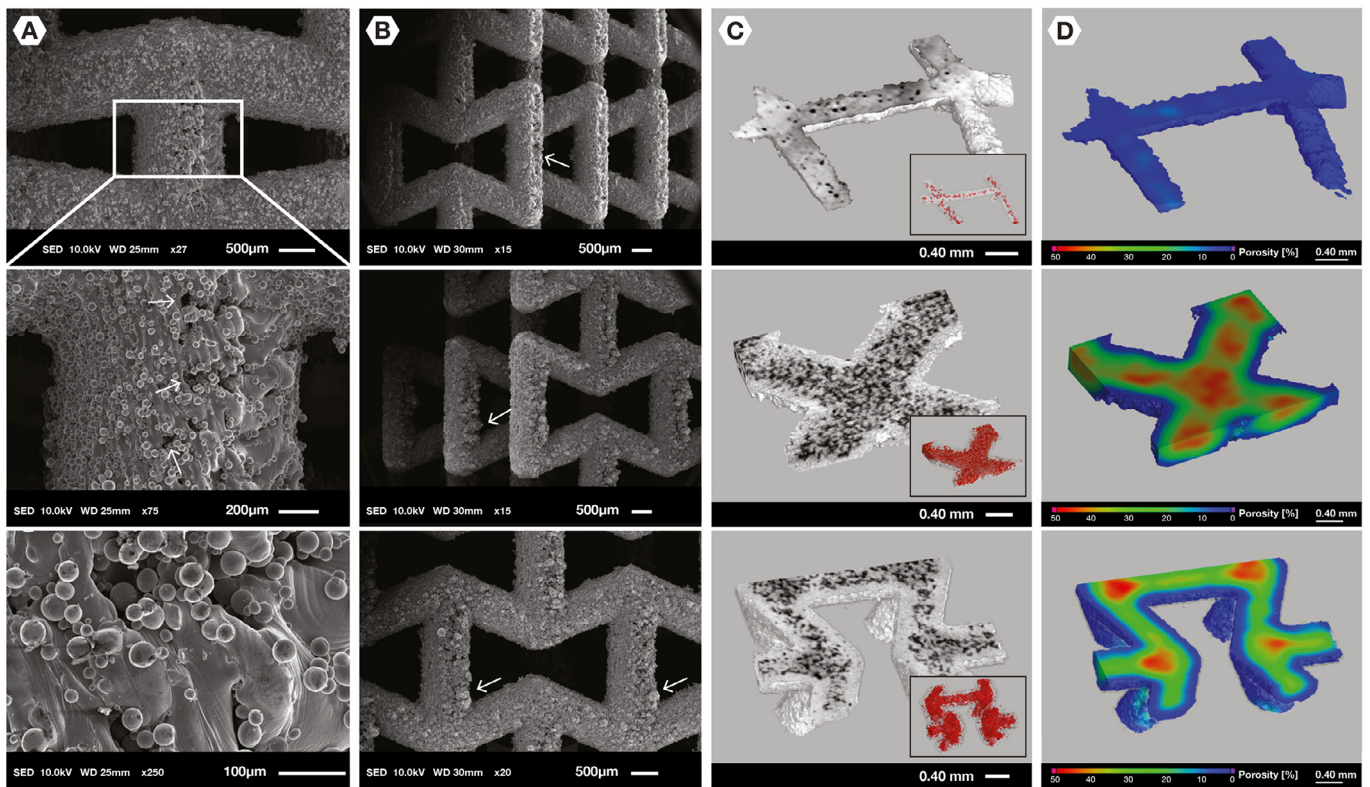 A
B
C
D
SED 10.0kV WD 25mm x27 500µm
SED 10.0kV WD 30mm x15 500µm
0.40 mm
50 40 30 20 10 0 Porosity [%] 0.40 mm
SED 10.0kV WD 25mm x75 200µm
SED 10.0kV WD 30mm x15 500µm
0.40 mm
50 40 30 20 10 0 Porosity [%] 0.40 mm
SED 10.0kV WD 25mm x250 100µm
SED 10.0kV WD 30mm x20 500µm
0.40 mm
50 40 30 20 10 0 Porosity [%] 0.40 mm